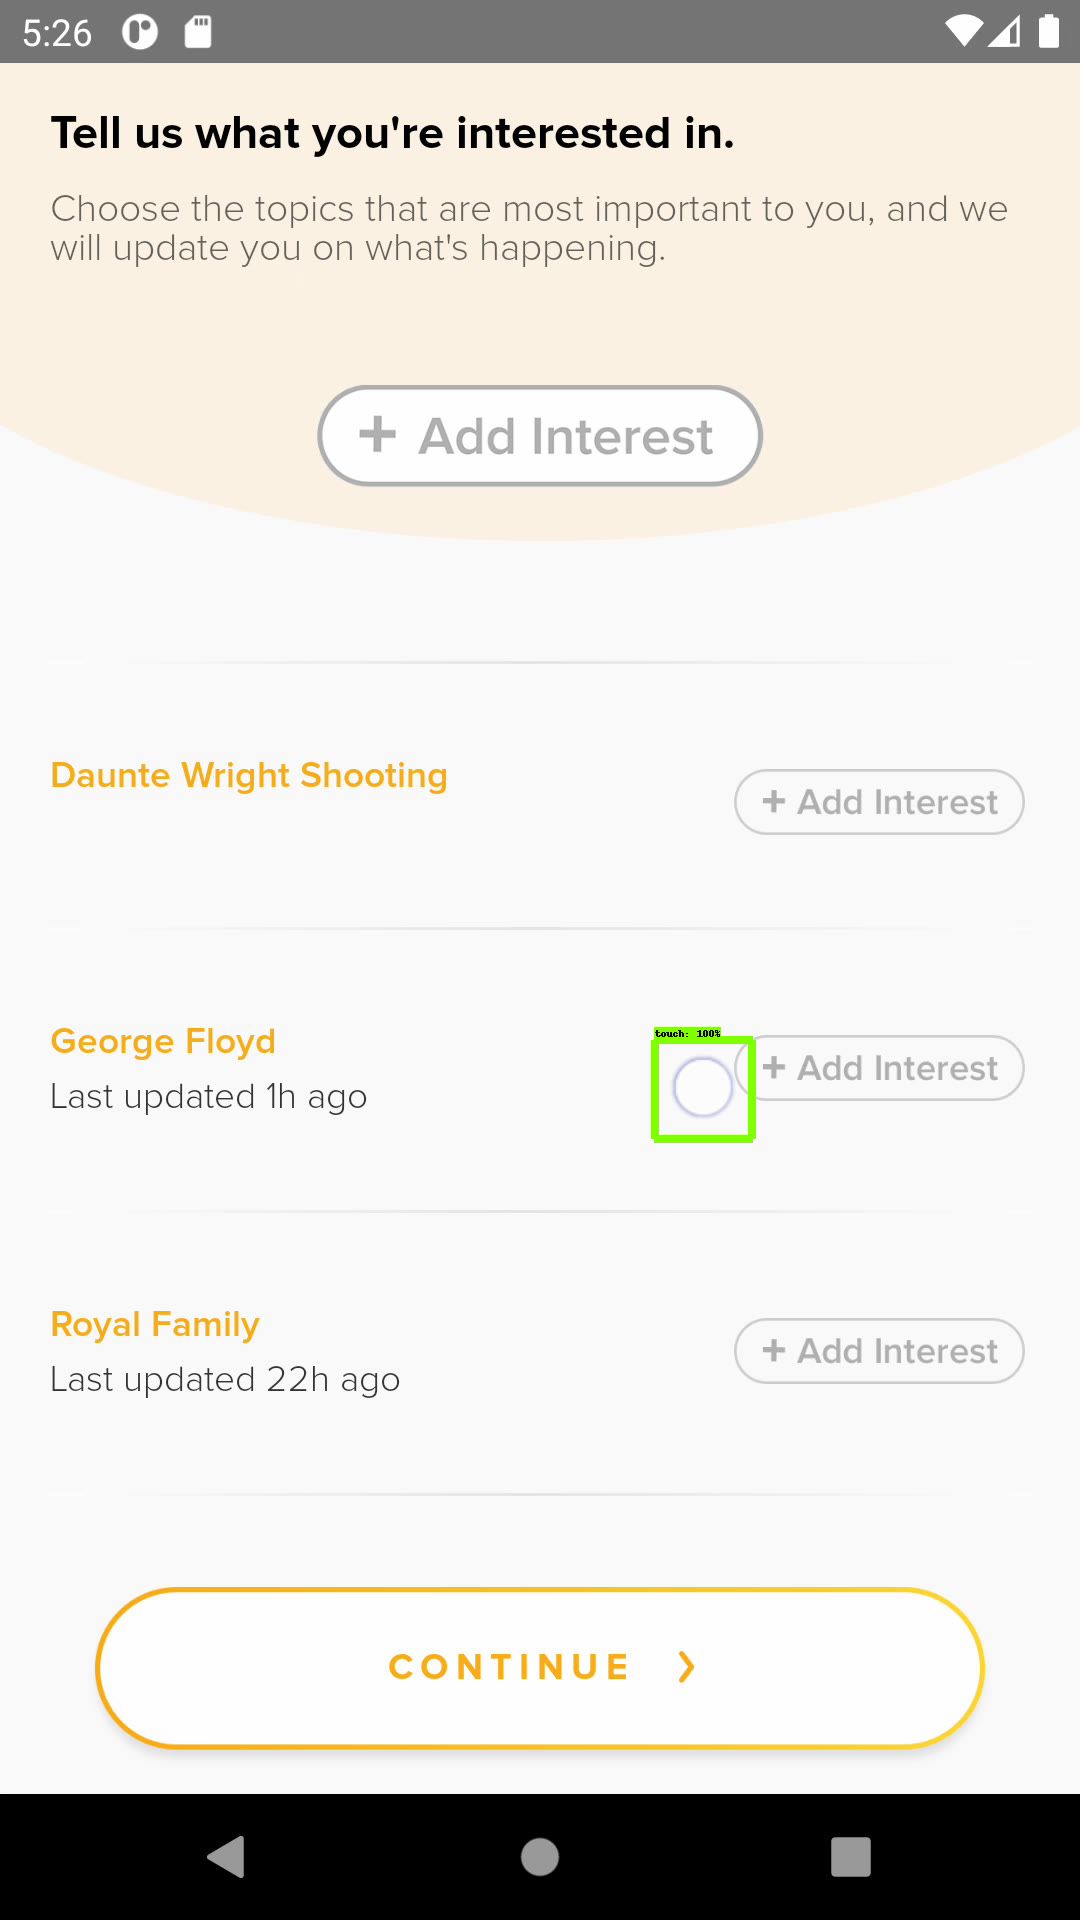 5:26
Tell us what you're interested in.
Choose the topics that are most important to you, and we
will update you on what's happening.
+ Add Interest
Daunte Wright Shooting
+ Add Interest
George Floyd
touch: 100%
+ Add Interest
Last updated 1h ago
Royal Family
+ Add Interest
Last updated 22h ago
CONTINUE